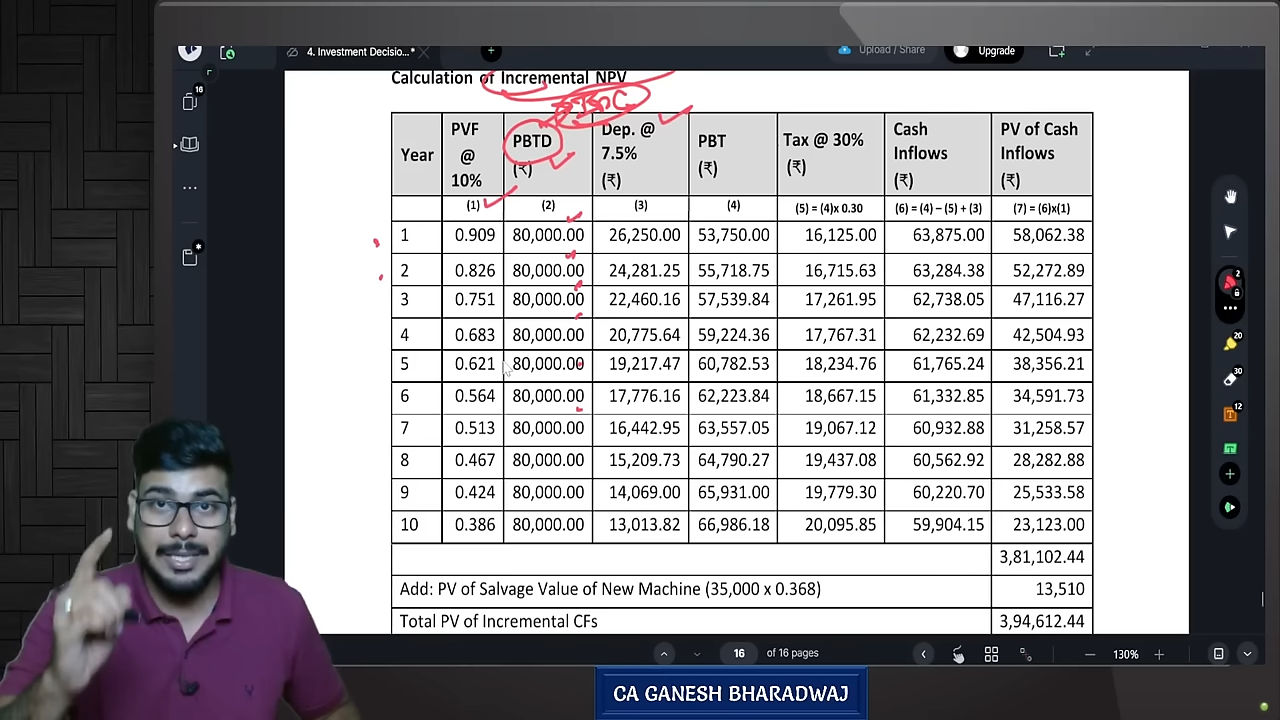 4. Investment Decisio...*
Upload / Share
Upgrade
Calculation of Incremental NPV
Year PVF @ 10% PBTD (₹) Dep. @ 7.5% (₹) PBT (₹) Tax @ 30% (₹) Cash Inflows (₹) PV of Cash Inflows (₹)
(1) (2) (3) (4) (5) = (4)x 0.30 (6) = (4) – (5) + (3) (7) = (6)x(1)
1 0.909 80,000.00 26,250.00 53,750.00 16,125.00 63,875.00 58,062.38
2 0.826 80,000.00 24,281.25 55,718.75 16,715.63 63,284.38 52,272.89
3 0.751 80,000.00 22,460.16 57,539.84 17,261.95 62,738.05 47,116.27
4 0.683 80,000.00 20,775.64 59,224.36 17,767.31 62,232.69 42,504.93
5 0.621 80,000.00 19,217.47 60,782.53 18,234.76 61,765.24 38,356.21
6 0.564 80,000.00 17,776.16 62,223.84 18,667.15 61,332.85 34,591.73
7 0.513 80,000.00 16,442.95 63,557.05 19,067.12 60,932.88 31,258.57
8 0.467 80,000.00 15,209.73 64,790.27 19,437.08 60,562.92 28,282.88
9 0.424 80,000.00 14,069.00 65,931.00 19,779.30 60,220.70 25,533.58
10 0.386 80,000.00 13,013.82 66,986.18 20,095.85 59,904.15 23,123.00
3,81,102.44
Add: PV of Salvage Value of New Machine (35,000 x 0.368) 13,510
Total PV of Incremental CFs 3,94,612.44
16
2
20
30
12
16 of 16 pages
130%
CA GANESH BHARADWAJ